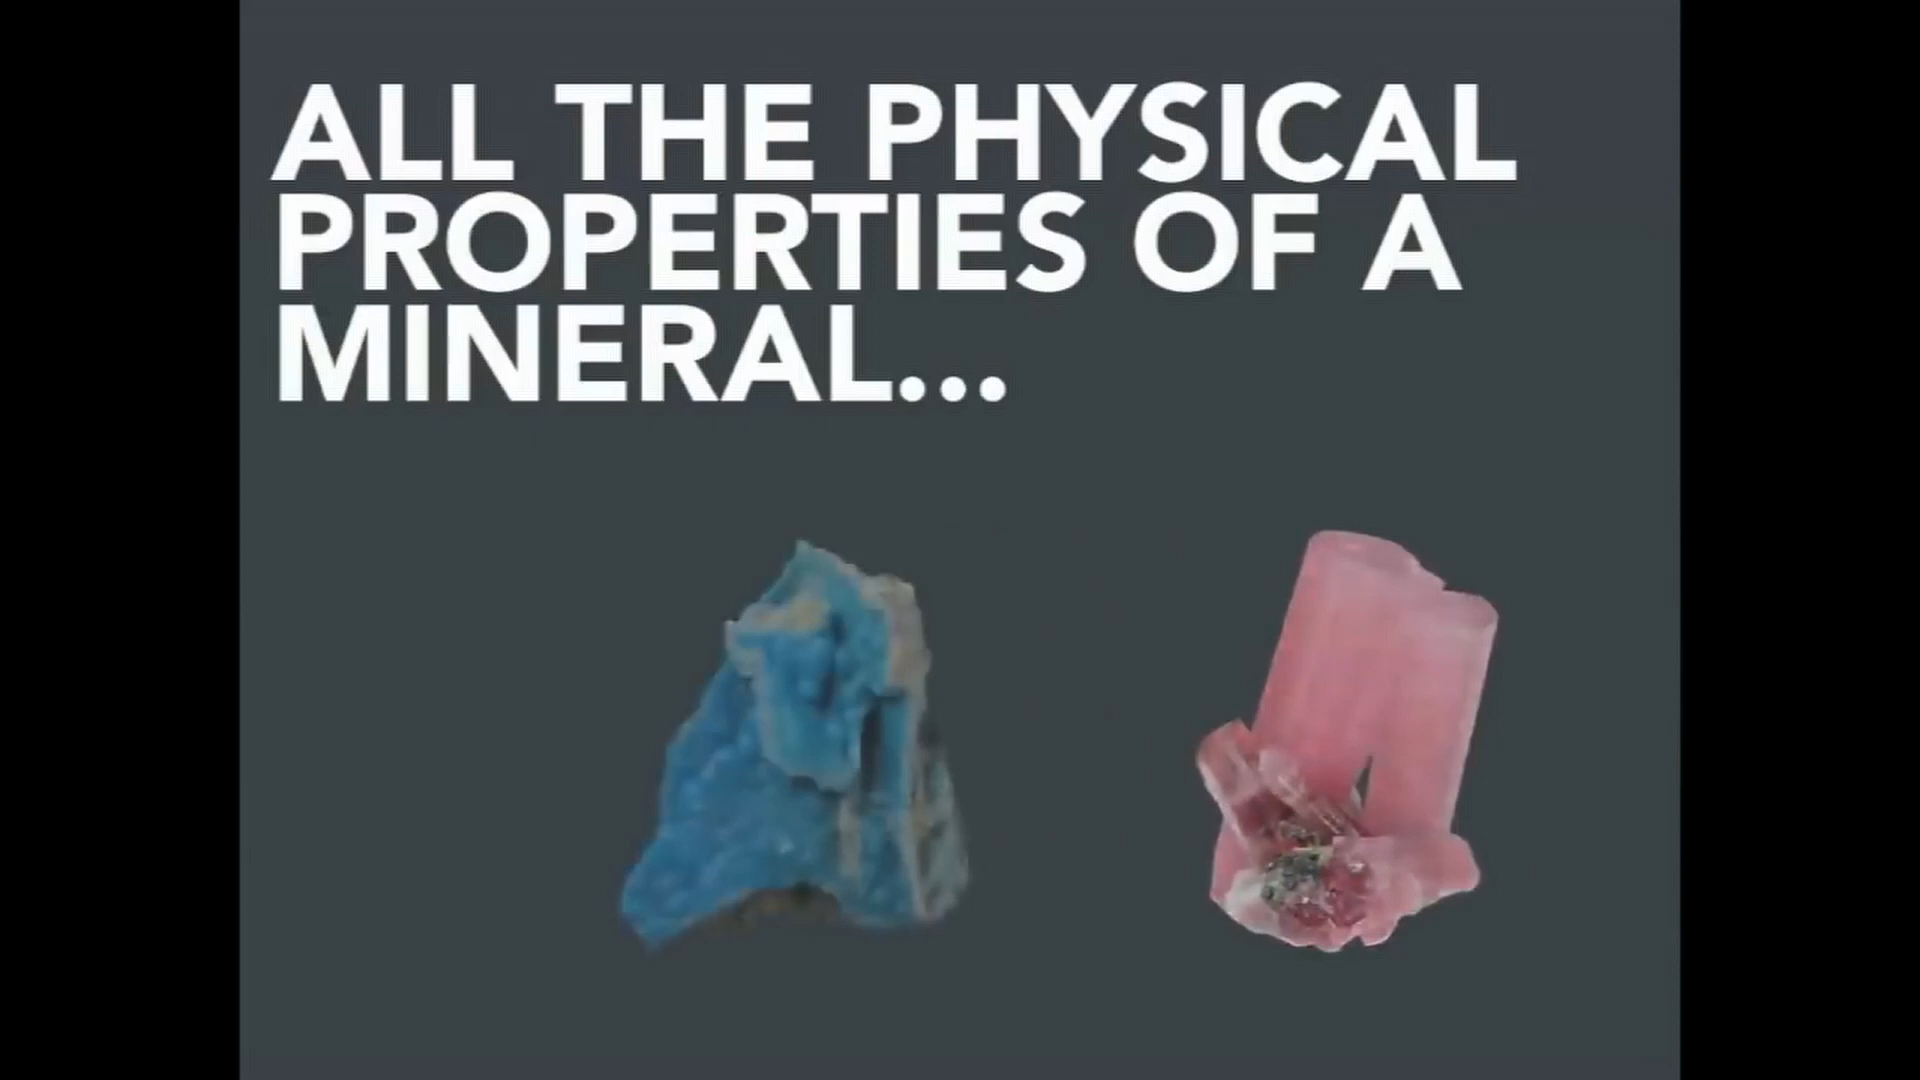 ALL THE PHYSICAL
PROPERTIES OF A
MINERAL...